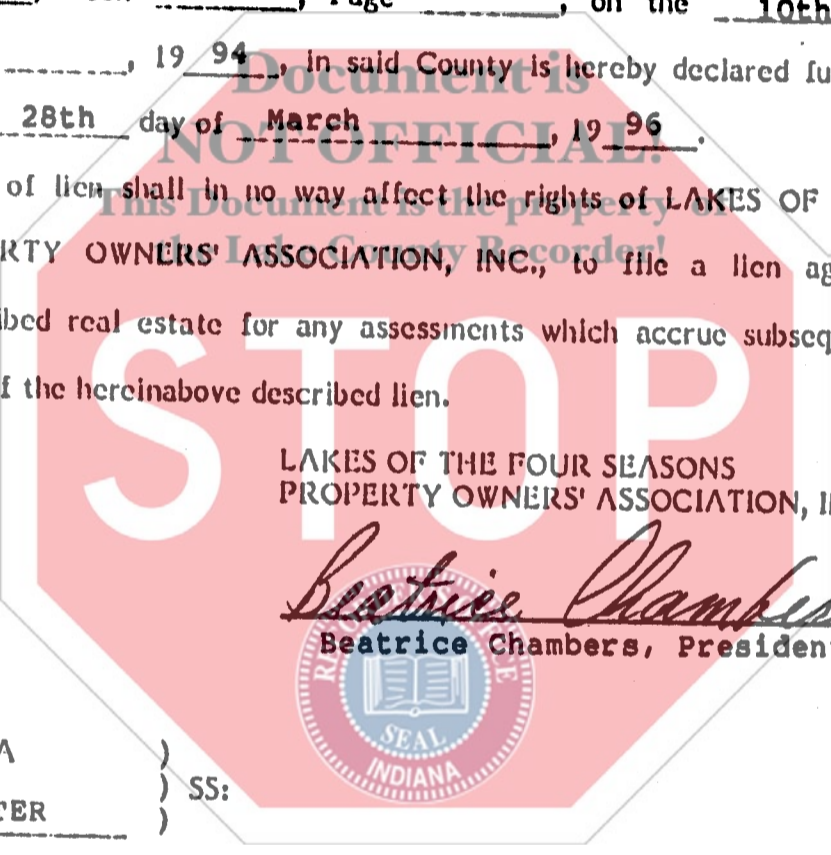 , Page , on the 10th
, 19 94, in said County is hereby declared fu
28th day of March, 19 96.
of lien shall in no way affect the rights of LAKES OF
RTY OWNERS' ASSOCIATION, INC., to file a lien ag
ibed real estate for any assessments which accrue subseq
f the hereinabove described lien.
LAKES OF THE FOUR SEASONS
PROPERTY OWNERS' ASSOCIATION, I
Beatrice Chambers
Beatrice Chambers, President
A )
) SS:
TER )
Document is
NOT OFFICIAL!
This Document is the property of
the Lake County Recorder!
STOP
SEAL
INDIANA